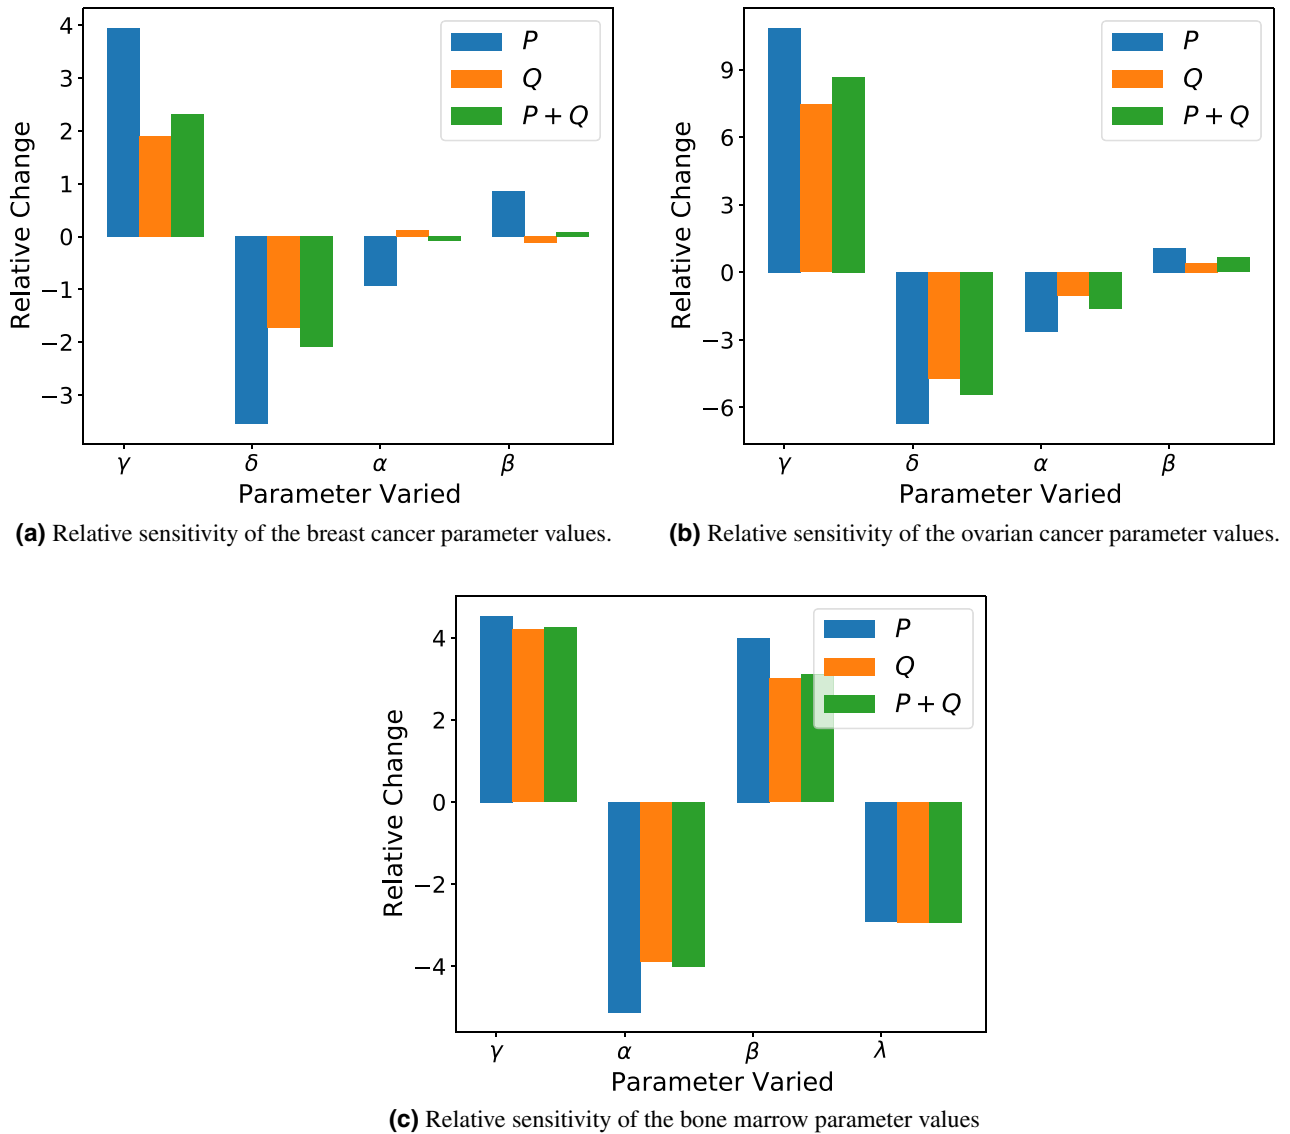 4
3
2
1
0
−1
−2
−3
Relative Change
P
Q
P + Q
γ δ α β
Parameter Varied
(a) Relative sensitivity of the breast cancer parameter values.
9
6
3
0
−3
−6
Relative Change
P
Q
P + Q
γ δ α β
Parameter Varied
(b) Relative sensitivity of the ovarian cancer parameter values.
4
2
0
−2
−4
Relative Change
P
Q
P + Q
γ α β λ
Parameter Varied
(c) Relative sensitivity of the bone marrow parameter values